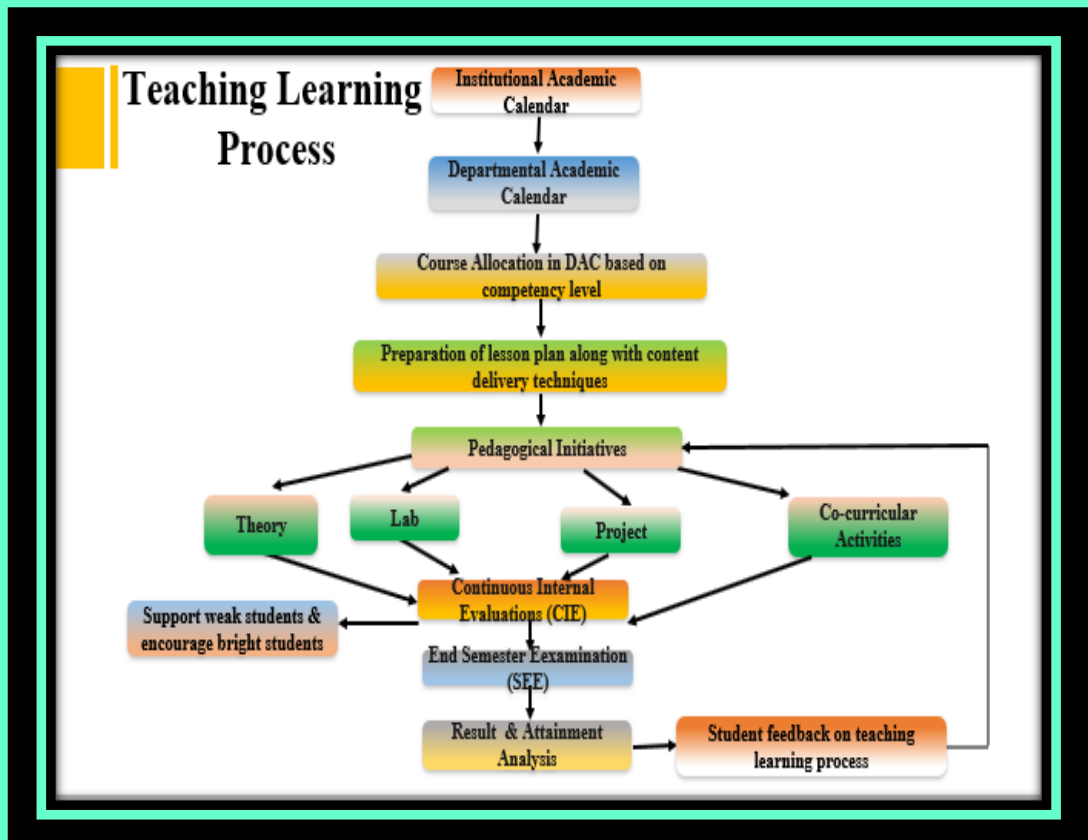 Teaching Learning
Process
Institutional Academic
Calendar
Departmental Academic
Calendar
Course Allocation in DAC based on
competency level
Preparation of lesson plan along with content
delivery techniques
Pedagogical Initiatives
Theory
Lab
Project
Co-curricular
Activities
Continuous Internal
Evaluations (CIE)
Support weak students &
encourage bright students
End Semester Eexamination
(SEE)
Result & Attainment
Analysis
Student feedback on teaching
learning process